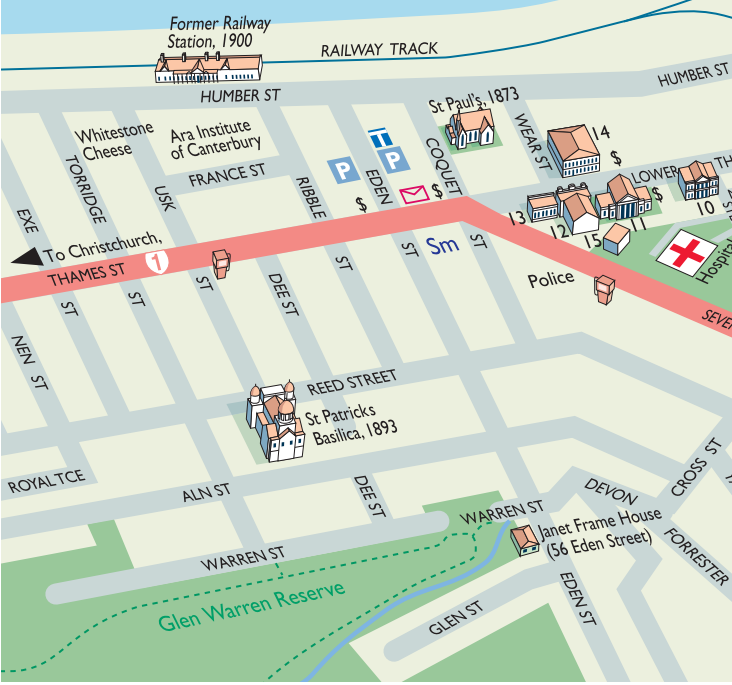 Former Railway
Station, 1900
RAILWAY TRACK
HUMBER ST
HUMBER ST
Whitestone
Cheese
Ara Institute
of Canterbury
St Paul's, 1873
WEAR ST
14
$
TORRIDGE
USK
FRANCE ST
RIBBLE
P
P
EDEN
COQUET
LOWER
TH
EXE
$
$
$
13
12
15
11
10
To Christchurch,
THAMES ST
1
Sm
Police
Hospital
SEVE
ST
ST
ST
DEE ST
ST
ST
ST
NEN ST
REED STREET
St Patricks
Basilica, 1893
ROYAL TCE
ALN ST
DEE ST
WARREN ST
DEVON
CROSS ST
Janet Frame House
(56 Eden Street)
FORRESTER
WARREN ST
Glen Warren Reserve
GLEN ST
EDEN ST